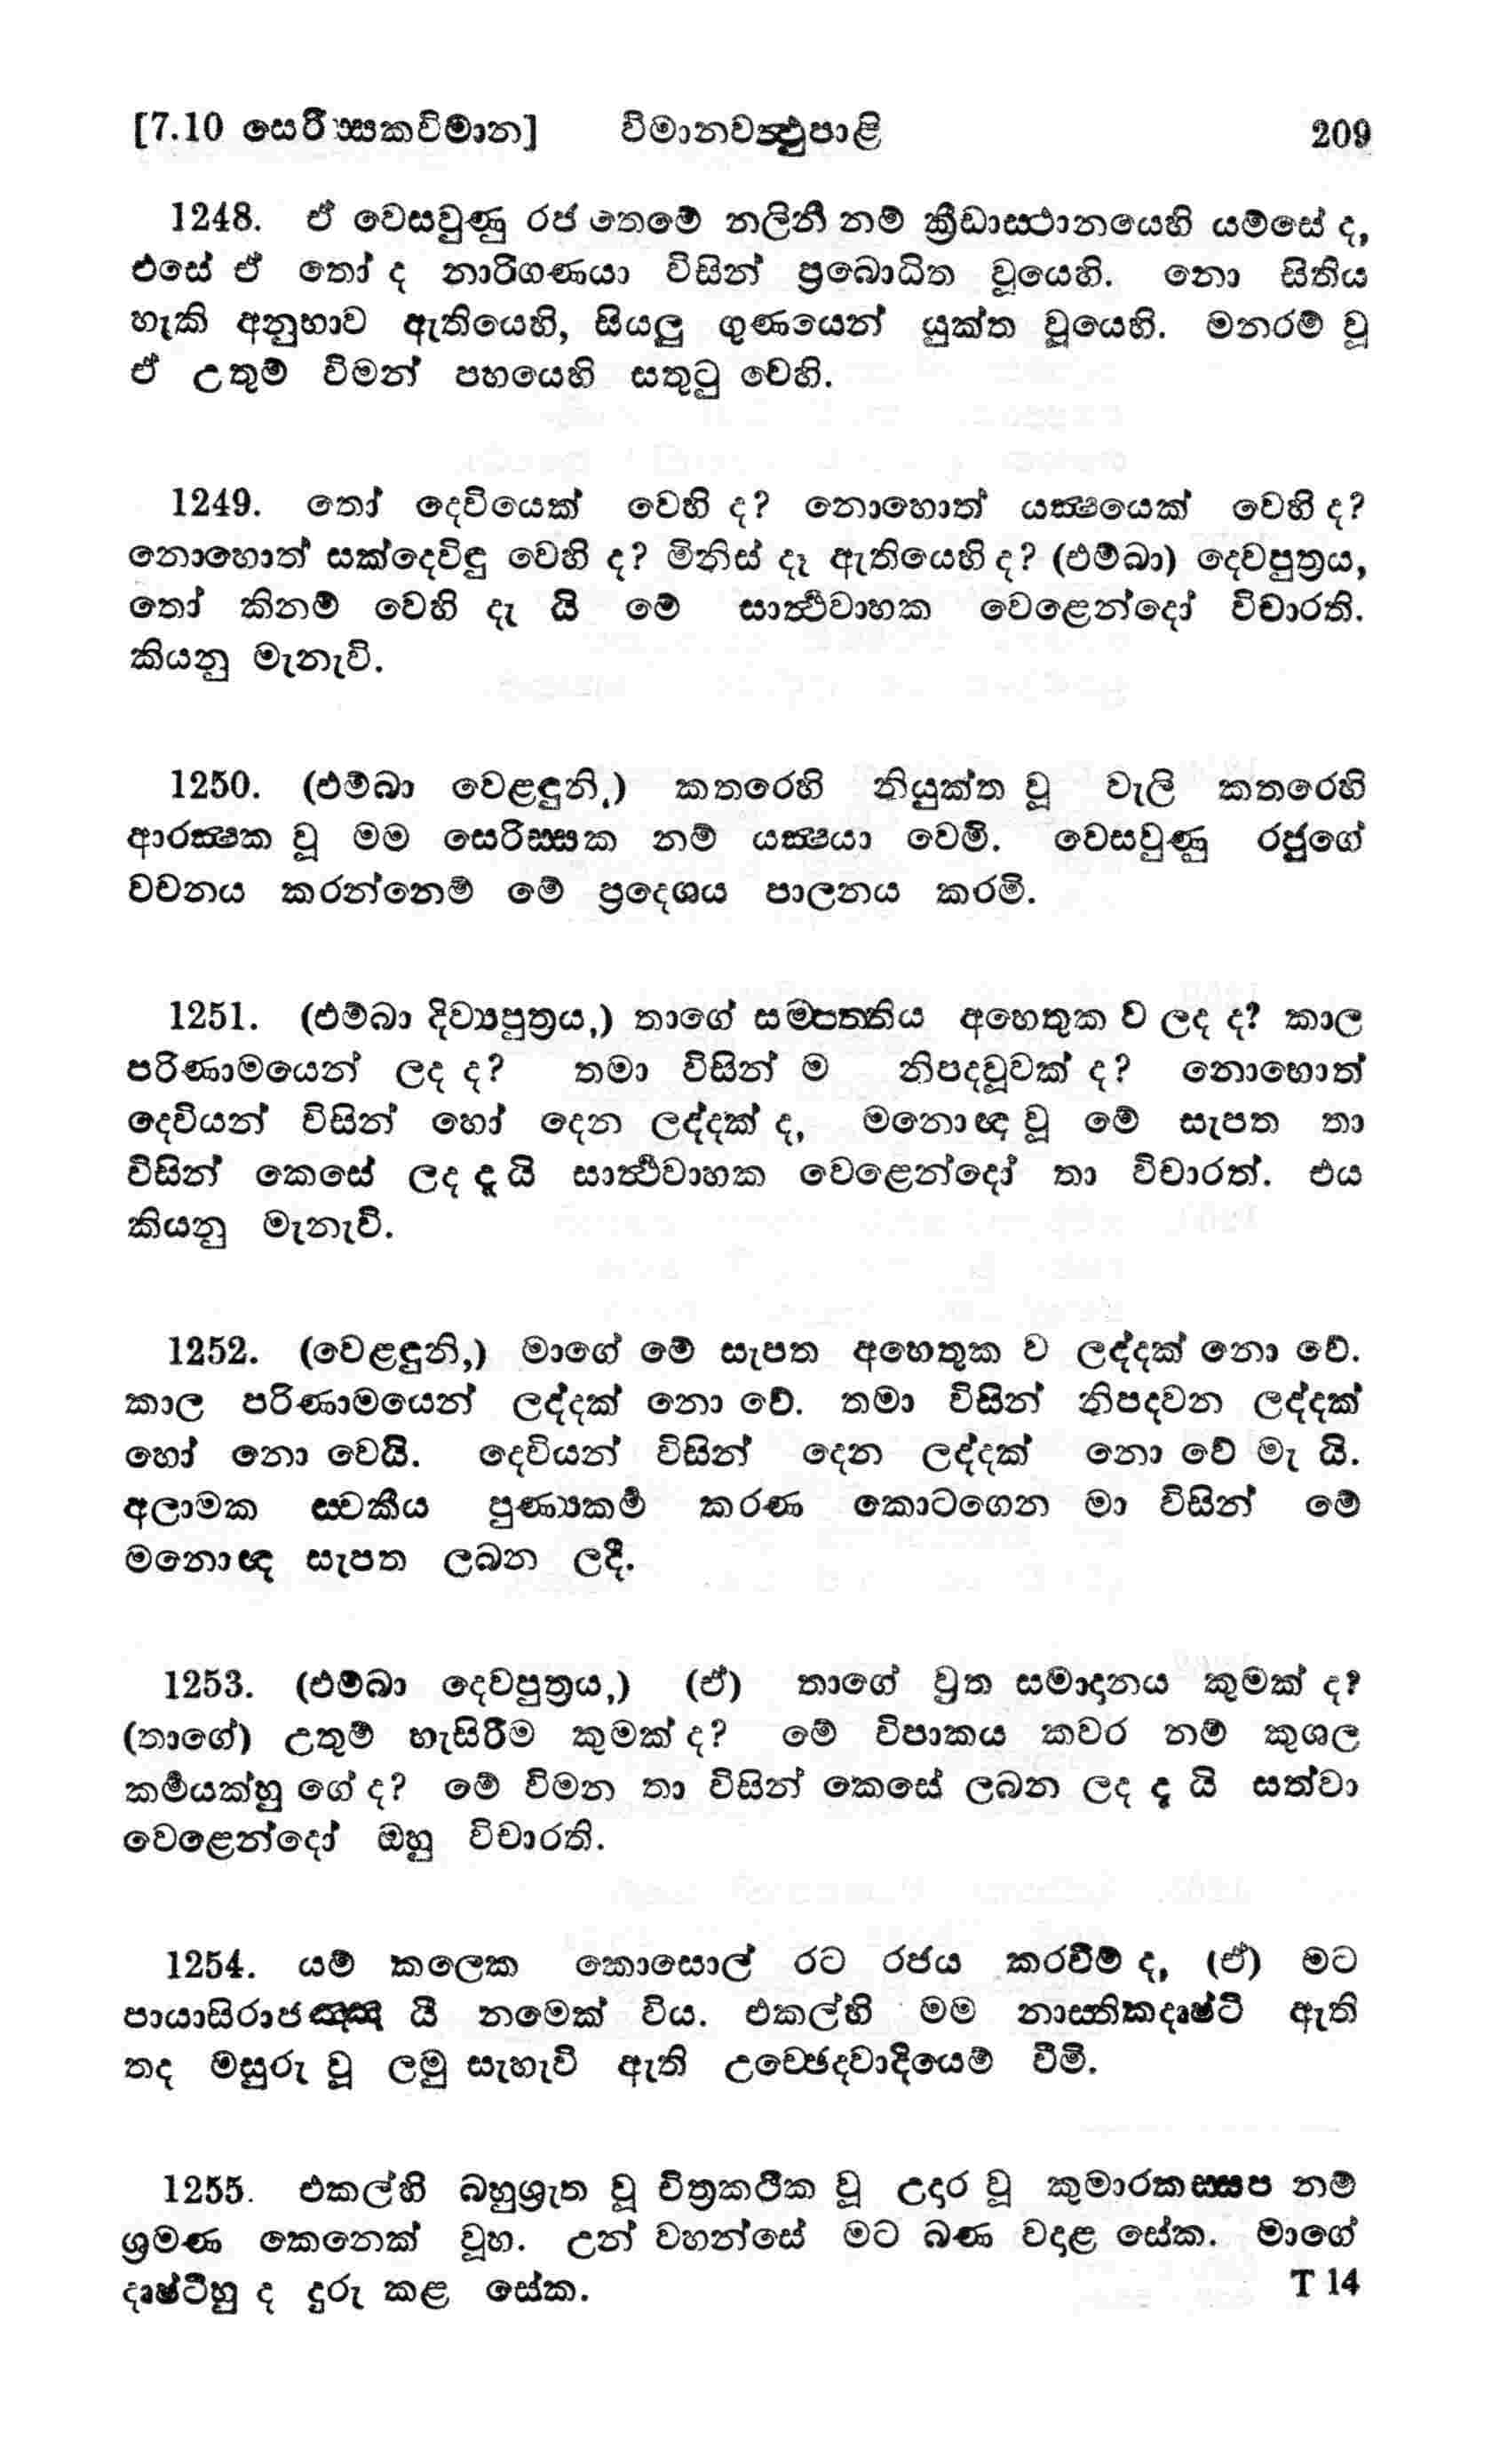 [7.10 සෙරිස්සකවිමාන] විමානවත්‍ථුපාළි 209
1248. ඒ වෙසවුණු රජ තෙමේ නලිනී නම් ක්‍රීඩාස්ථානයෙහි යම්සේ ද,
එසේ ඒ තෝ ද නාරිගණයා විසින් ප්‍රබොධිත වූයෙහි. නො සිතිය
හැකි අනුභාව ඇතියෙහි, සියලු ගුණයෙන් යුක්ත වූයෙහි. මනරම් වූ
ඒ උතුම් විමන් පහයෙහි සතුටු වෙහි.
1249. තෝ දෙවියෙක් වෙහි ද? නොහොත් යක්‍ෂයෙක් වෙහි ද?
නොහොත් සක්දෙවිඳු වෙහි ද? මිනිස් දෑ ඇතියෙහි ද? (එම්බා) දෙවපුත්‍රය,
තෝ කිනම් වෙහි දැ යි මේ සාර්‍ථවාහක වෙළෙන්දෝ විචාරති.
කියනු මැනැවි.
1250. (එම්බා වෙළඳුනි,) කතරෙහි නියුක්ත වූ වැලි කතරෙහි
ආරක්‍ෂක වූ මම සෙරිස්සක නම් යක්‍ෂයා වෙමි. වෙසවුණු රජුගේ
වචනය කරන්නෙම් මේ ප්‍රදෙශය පාලනය කරමි.
1251. (එම්බා දිව්‍යපුත්‍රය,) තාගේ සම්පත්තිය අහෙතුක ව ලද ද? කාල
පරිණාමයෙන් ලද ද? තමා විසින් ම නිපදවූවක් ද? නොහොත්
දෙවියන් විසින් හෝ දෙන ලද්දක් ද, මනොඥ වූ මේ සැපත තා
විසින් කෙසේ ලද ද යි සාර්‍ථවාහක වෙළෙන්දෝ තා විචාරත්. එය
කියනු මැනැවි.
1252. (වෙළඳුනි,) මාගේ මේ සැපත අහෙතුක ව ලද්දක් නො වේ.
කාල පරිණාමයෙන් ලද්දක් නො වේ. තමා විසින් නිපදවන ලද්දක්
හෝ නො වෙයි. දෙවියන් විසින් දෙන ලද්දක් නො වේ මැ යි.
අලාමක ස්වකීය පුණ්‍යකර්‍ම කරණ කොටගෙන මා විසින් මේ
මනොඥ සැපත ලබන ලදී.
1253. (එම්බා දෙවපුත්‍රය,) (ඒ) තාගේ ව්‍රත සමාදානය කුමක් ද?
(තාගේ) උතුම් හැසිරීම කුමක් ද? මේ විපාකය කවර නම් කුශල
කර්‍මයක්හු ගේ ද? මේ විමන තා විසින් කෙසේ ලබන ලද ද යි සත්වා
වෙළෙන්දෝ ඔහු විචාරති.
1254. යම් කලෙක කොසොල් රට රජය කරවීම් ද, (ඒ) මට
පායාසිරාජඤ්ඤ යි නමෙක් විය. එකල්හි මම නාස්තිකදෘෂ්ටි ඇති
තද මසුරු වූ ලමු සැහැවි ඇති උච්ඡෙදවාදියෙම් වීමි.
1255. එකල්හි බහුශ්‍රැත වූ චිත්‍රකථික වූ උදාර වූ කුමාරකස්සප නම්
ශ්‍රමණ කෙනෙක් වූහ. උන් වහන්සේ මට බණ වදාළ සේක. මාගේ
දෘෂ්ටීහු ද දුරු කළ සේක. T 14